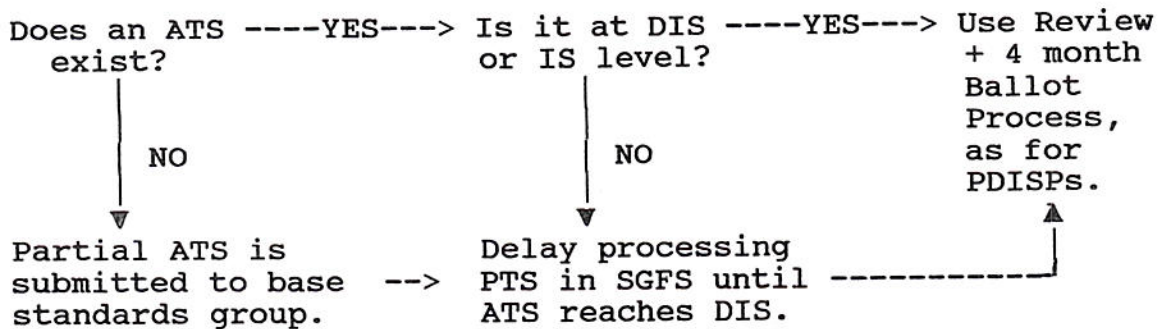 Does an ATS ----YES---> Is it at DIS ----YES---> Use Review
exist? or IS level? + 4 month
Ballot
Process,
NO NO as for
PDISPs.
Partial ATS is Delay processing
submitted to base --> PTS in SGFS until ------------
standards group. ATS reaches DIS.